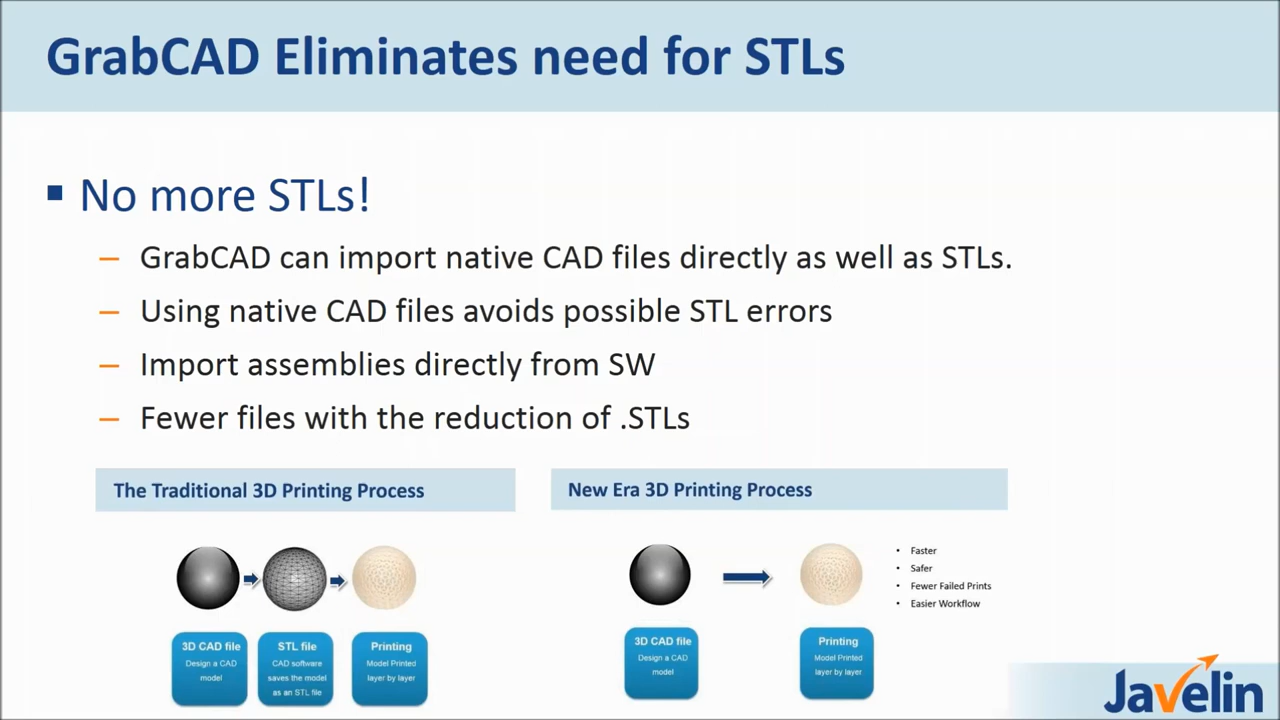 GrabCAD Eliminates need for STLs
No more STLs!
GrabCAD can import native CAD files directly as well as STLs.
Using native CAD files avoids possible STL errors
Import assemblies directly from SW
Fewer files with the reduction of .STLs
The Traditional 3D Printing Process
3D CAD file
Design a CAD
model
STL file
CAD software
saves the model
as an STL file
Printing
Model Printed
layer by layer
New Era 3D Printing Process
3D CAD file
Design a CAD
model
Printing
Model Printed
layer by layer
Faster
Safer
Fewer Failed Prints
Easier Workflow
Javelin